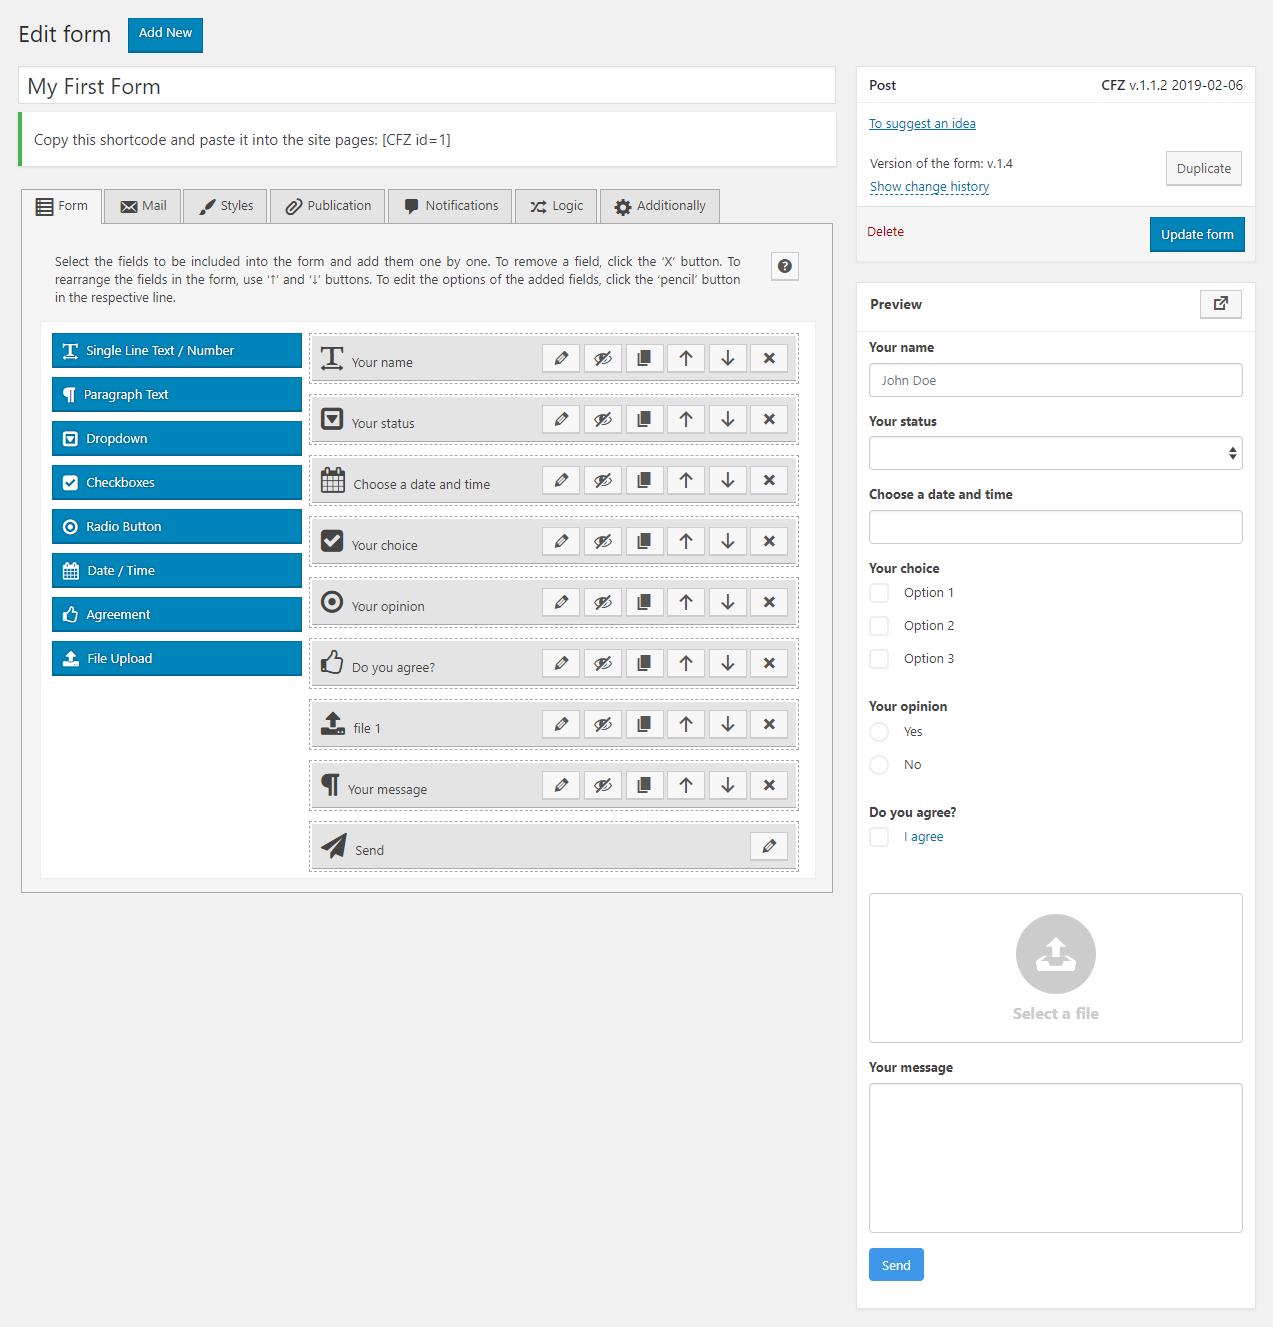 Edit form
Add New
My First Form
Copy this shortcode and paste it into the site pages: [CFZ id=1]
Form
Mail
Styles
Publication
Notifications
Logic
Additionally
Select the fields to be included into the form and add them one by one. To remove a field, click the ‘X’ button. To
rearrange the fields in the form, use ‘↑’ and ‘↓’ buttons. To edit the options of the added fields, click the ‘pencil’ button
in the respective line.
Single Line Text / Number
Paragraph Text
Dropdown
Checkboxes
Radio Button
Date / Time
Agreement
File Upload
Your name
Your status
Choose a date and time
Your choice
Your opinion
Do you agree?
file 1
Your message
Send
Post
CFZ v.1.1.2 2019-02-06
To suggest an idea
Version of the form: v.1.4
Show change history
Duplicate
Delete
Update form
Preview
Your name
John Doe
Your status
Choose a date and time
Your choice
Option 1
Option 2
Option 3
Your opinion
Yes
No
Do you agree?
I agree
Select a file
Your message
Send